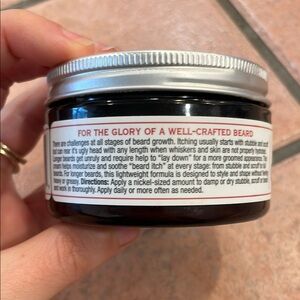 FOR THE GLORY OF A WELL-CRAFTED BEARD
There are challenges at all stages of beard growth. Itching usually starts with stubble and scruff
but can rear it's ugly head with any length when whiskers and skin are not properly hydrated.
Longer beards get unruly and require help to "lay down" for a more groomed appearance. This
helps moisturize and soothe "beard itch" at every stage: from stubble and scruff to full
beards. For longer beards, this lightweight formula is designed to style and shape without feeling
heavy or greasy. Directions: Apply a nickel-sized amount to damp or dry stubble, scruff or beard
and work in thoroughly. Apply daily or more often as needed.